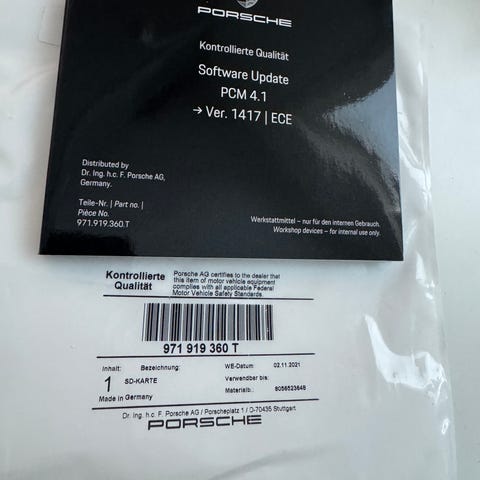 PORSCHE
Kontrollierte Qualität
Software Update
PCM 4.1
→ Ver. 1417 | ECE
Distributed by
Dr. Ing. h.c. F. Porsche AG,
Germany.
Teile-Nr. | Part no. |
Pièce No.
971.919.360.T
Werkstattmittel – nur für den internen Gebrauch.
Workshop devices – for internal use only.
Kontrollierte
Qualität
Porsche AG certifies to the dealer that
this item of motor vehicle equipment
complies with all applicable Federal
Motor Vehicle Safety Standards
971 919 360 T
Inhalt: Bezeichnung: WE-Datum: 02.11.2021
1 SD-KARTE Verwendbar bis:
Made in Germany Materialb.: 6056523648
Dr. Ing. h.c. F. Porsche AG / Porscheplatz 1 / D-70435 Stuttgart
PORSCHE